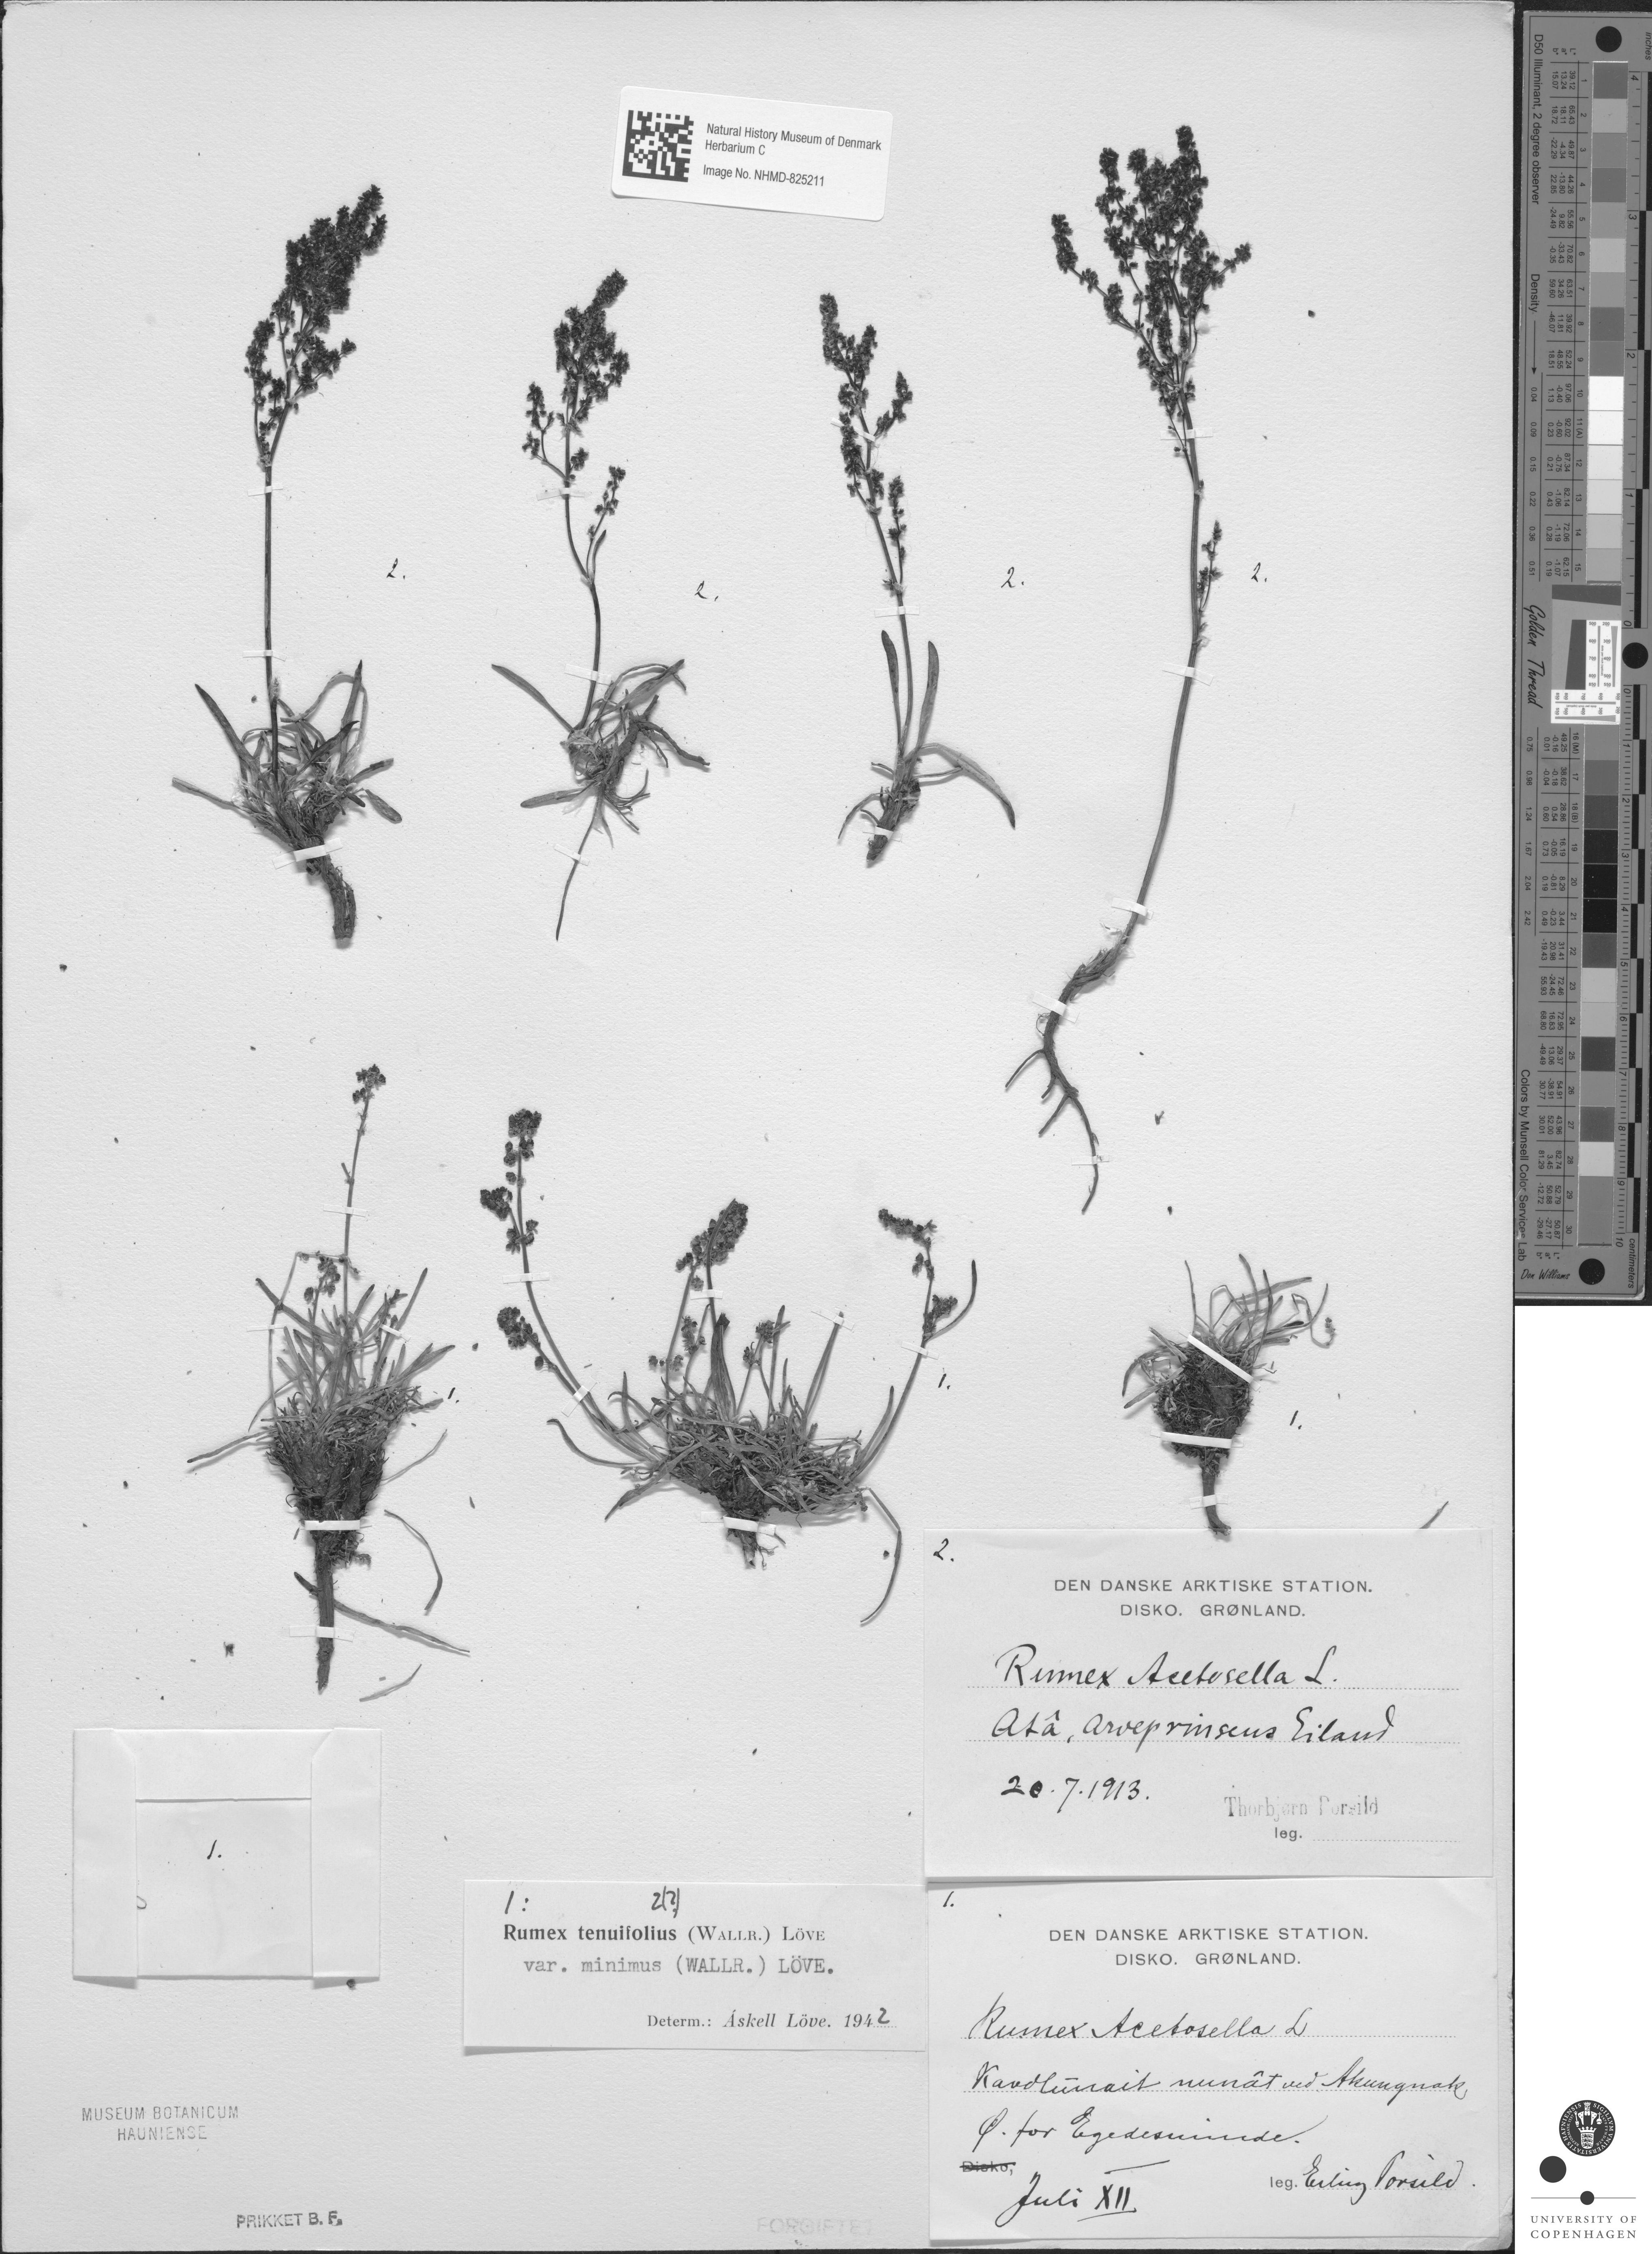 Natural History Museum of Denmark
Herbarium C
Image No. NHMD-825211
2.
2.
2.
2.
1.
1.
1.
1.
2.
DEN DANSKE ARKTISKE STATION.
DISKO. GRØNLAND.
Rumex Acetosella L.
Atâ, Arveprinsens Eiland
20.7.1913.
Thorbjørn Porsild
leg.
1: 2(?)
Rumex tenuifolius (WALLR.) LÖVE
var. minimus (WALLR.) LÖVE.
Determ.: Áskell Löve. 1942
1.
DEN DANSKE ARKTISKE STATION.
DISKO. GRØNLAND.
Rumex Acetosella L
Kavdlunait nunât ved Akungnak
Ø. for Egedesminde.
Disko,
Juli XII
leg. Erling Porsild.
MUSEUM BOTANICUM
HAUNIENSE
PRIKKET B. F.
FORGIFTET
UNIVERSITY OF
COPENHAGEN
inches
centimeters
D50 Illuminant, 2 degree observer
Density
Golden Thread
Colors by Munsell Color Services Lab
Don Williams